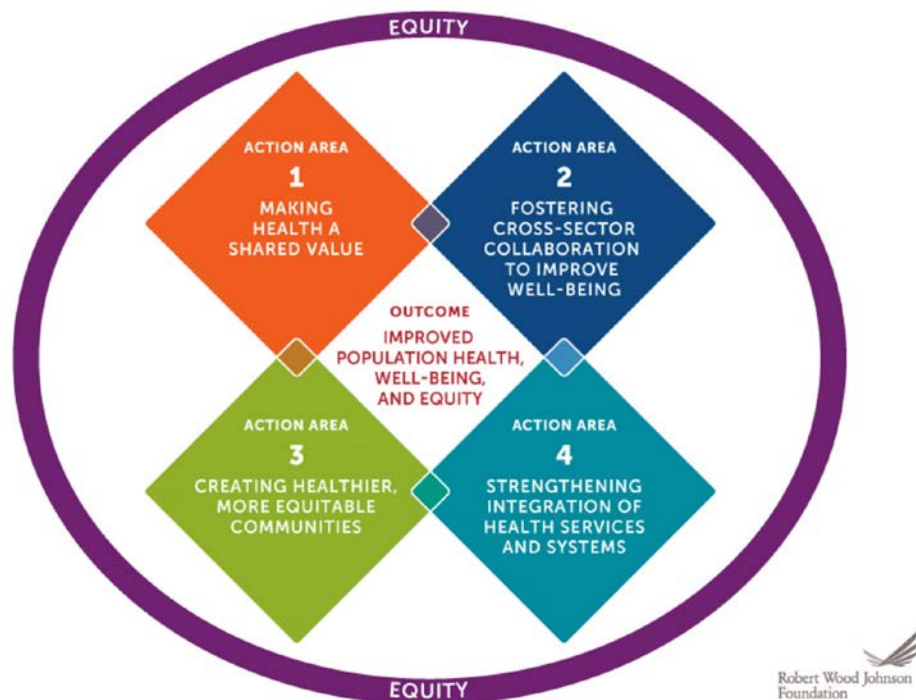 EQUITY
ACTION AREA
1
MAKING
HEALTH A
SHARED VALUE
ACTION AREA
2
FOSTERING
CROSS-SECTOR
COLLABORATION
TO IMPROVE
WELL-BEING
OUTCOME
IMPROVED
POPULATION HEALTH,
WELL-BEING,
AND EQUITY
ACTION AREA
3
CREATING HEALTHIER,
MORE EQUITABLE
COMMUNITIES
ACTION AREA
4
STRENGTHENING
INTEGRATION OF
HEALTH SERVICES
AND SYSTEMS
EQUITY
Robert Wood Johnson
Foundation